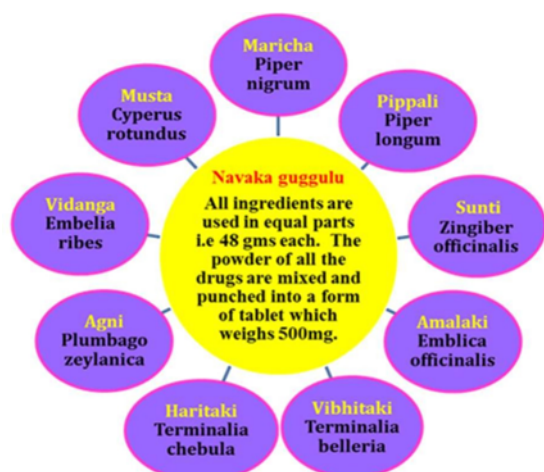 Maricha
Piper
nigrum
Pippali
Piper
longum
Sunti
Zingiber
officinalis
Amalaki
Emblica
officinalis
Vibhitaki
Terminalia
belleria
Haritaki
Terminalia
chebula
Agni
Plumbago
zeylanica
Vidanga
Embelia
ribes
Musta
Cyperus
rotundus
Navaka guggulu
All ingredients are
used in equal parts
i.e 48 gms each. The
powder of all the
drugs are mixed and
punched into a form
of tablet which
weighs 500mg.